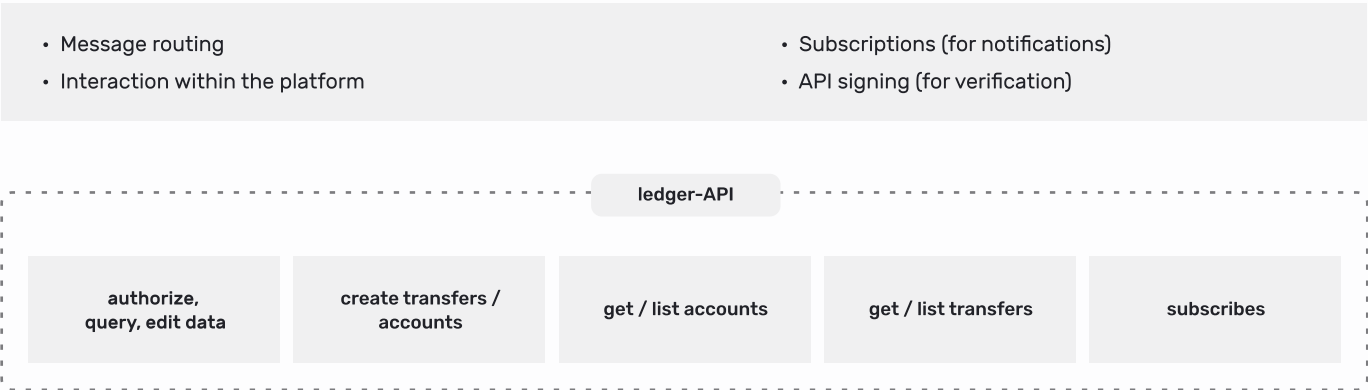 • Message routing
• Interaction within the platform
• Subscriptions (for notifications)
• API signing (for verification)
ledger-API
authorize,
query, edit data
create transfers /
accounts
get / list accounts
get / list transfers
subscribes